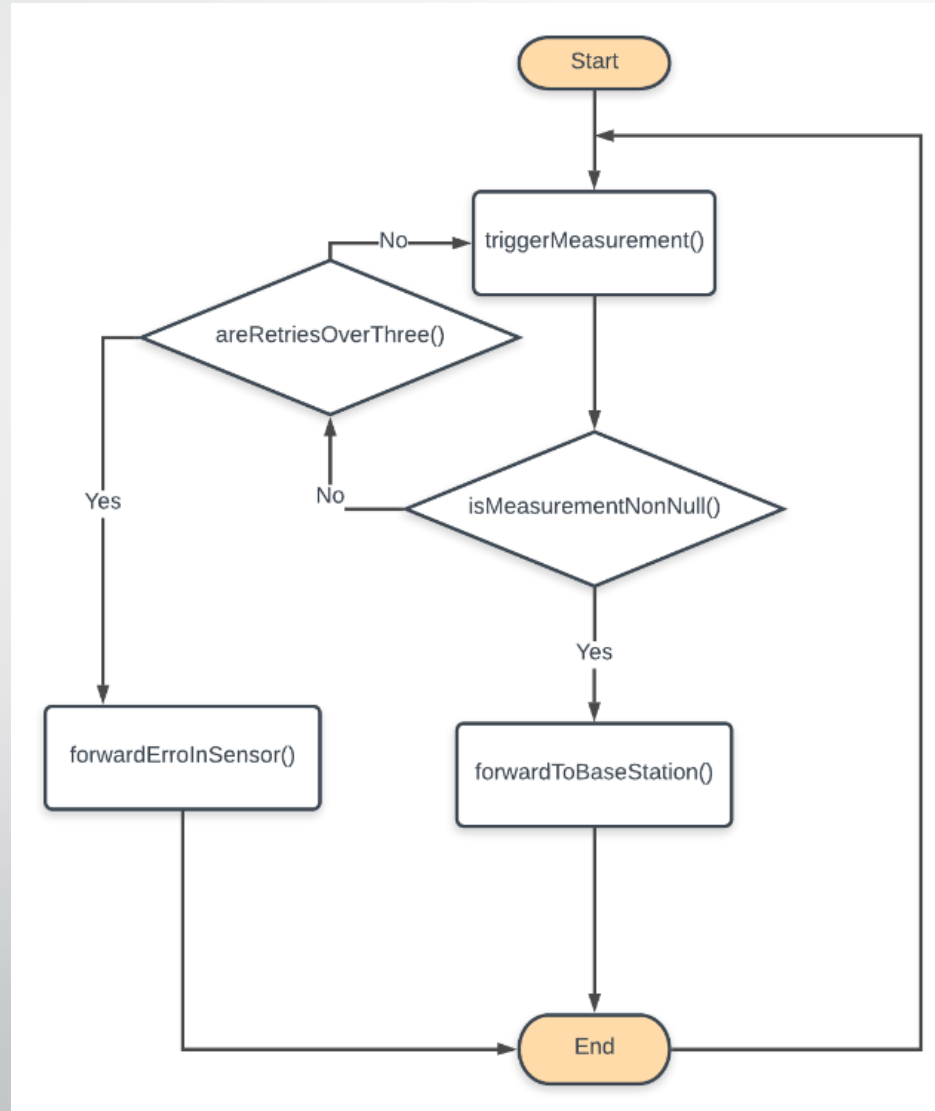 Start
triggerMeasurement()
No
areRetriesOverThree()
isMeasurementNonNull()
No
Yes
Yes
forwardErroInSensor()
forwardToBaseStation()
End